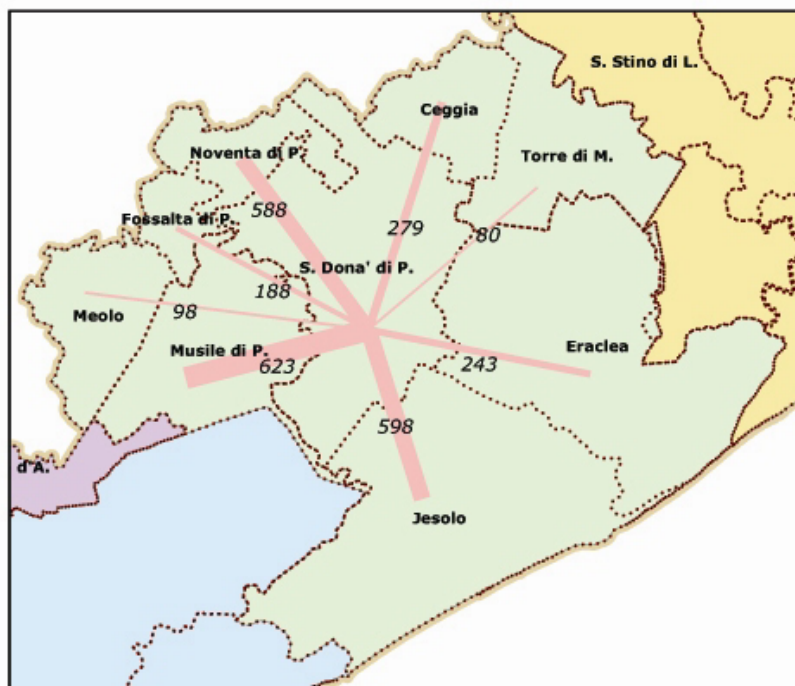 S. Stino di L.
Ceggia
Noventa di P.
Torre di M.
588
Fossalta di P.
279
80
S. Dona' di P.
188
98
Meolo
Musile di P.
Eraclea
623
243
598
d'A.
Jesolo